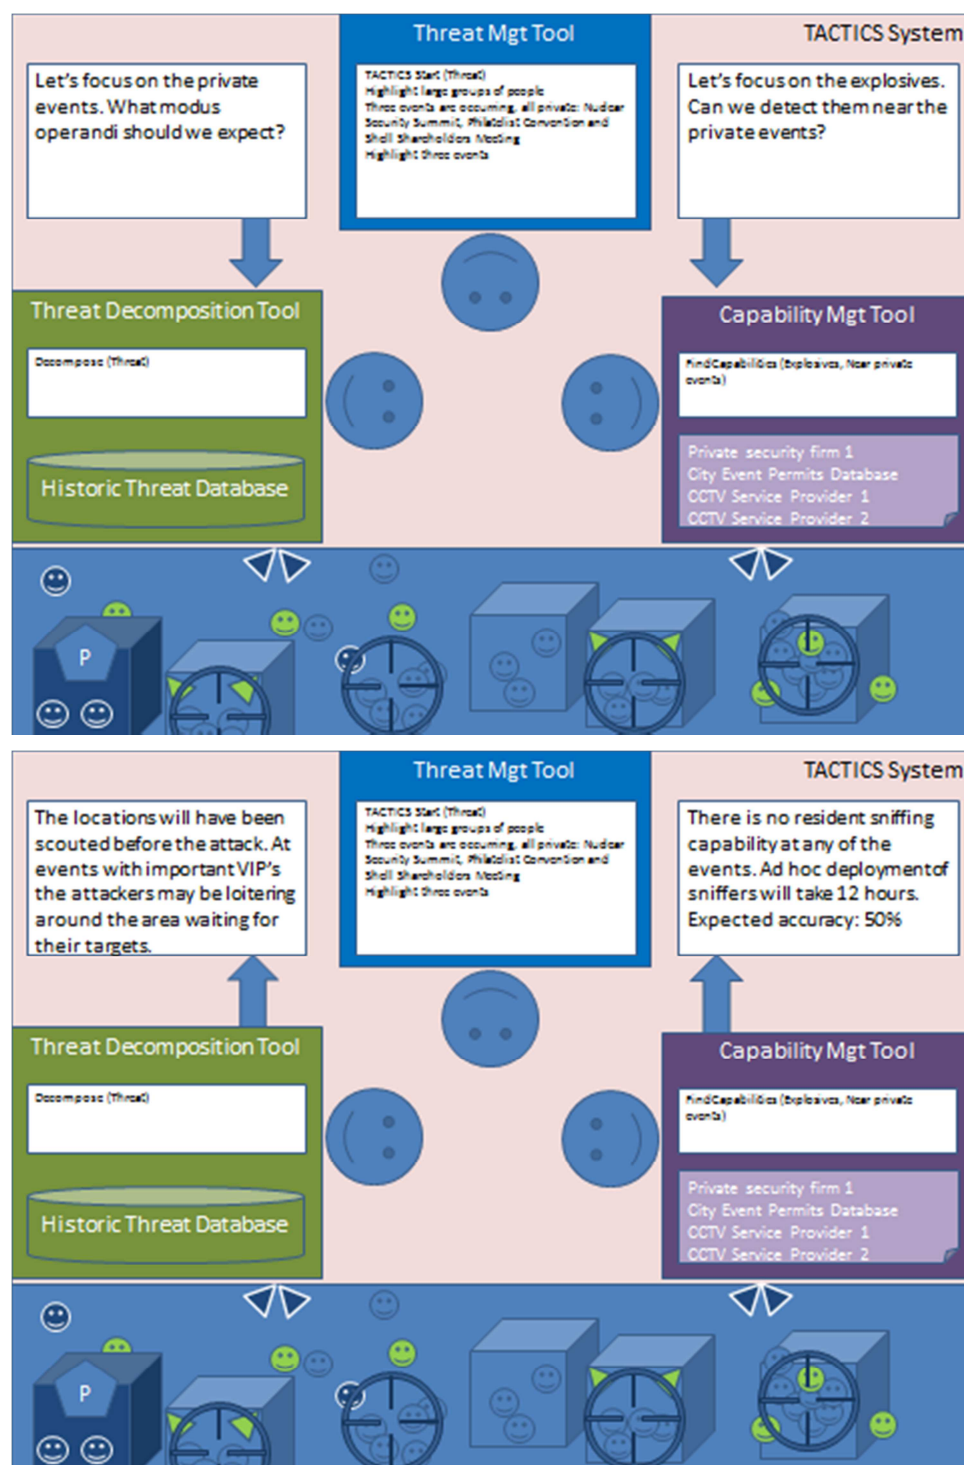 Threat Mgt Tool
TACTICS System
Let's focus on the private
events. What modus
operandi should we expect?
TACTICS Start (Threat)
Highlight large groups of people
Three events are occurring, all private: Nuclear
Security Summit, Philatelist Convention and
Shell Shareholders Meeting
Highlight three events
Let's focus on the explosives.
Can we detect them near the
private events?
Threat Decomposition Tool
Decompose (Threat)
Historic Threat Database
Capability Mgt Tool
FindCapabilities (Explosives, Near private
events)
Private security firm 1
City Event Permits Database
CCTV Service Provider 1
CCTV Service Provider 2
P
Threat Mgt Tool
TACTICS System
The locations will have been
scouted before the attack. At
events with important VIP's
the attackers may be loitering
around the area waiting for
their targets.
TACTICS Start (Threat)
Highlight large groups of people
Three events are occurring, all private: Nuclear
Security Summit, Philatelist Convention and
Shell Shareholders Meeting
Highlight three events
There is no resident sniffing
capability at any of the
events. Ad hoc deploymentof
sniffers will take 12 hours.
Expected accuracy: 50%
Threat Decomposition Tool
Decompose (Threat)
Historic Threat Database
Capability Mgt Tool
FindCapabilities (Explosives, Near private
events)
Private security firm 1
City Event Permits Database
CCTV Service Provider 1
CCTV Service Provider 2
P